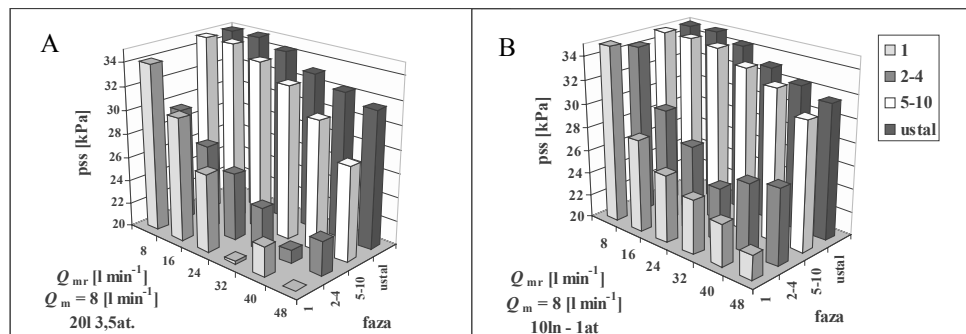 A
pss [kPa]
34
32
30
28
26
24
22
20
8
16
24
32
40
48
1
2-4
5-10
ustal
faza
Q mr [l min-1]
Q m = 8 [l min-1]
20l 3,5at.
B
pss [kPa]
34
32
30
28
26
24
22
20
8
16
24
32
40
48
1
2-4
5-10
ustal
faza
Q mr [l min-1]
Q m = 8 [l min-1]
10ln - 1at
1
2-4
5-10
ustal